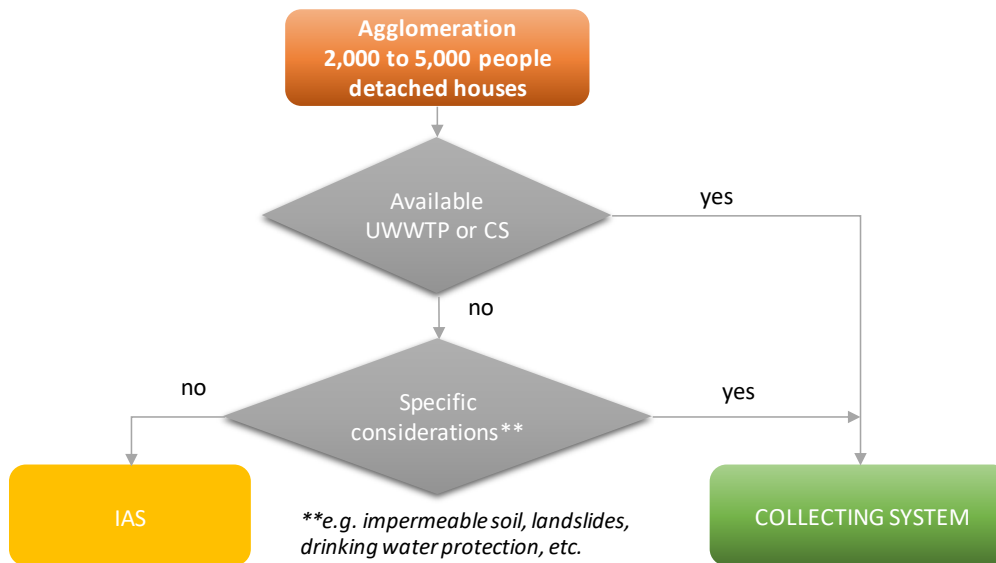 Agglomeration
2,000 to 5,000 people
detached houses
Available
UWWTP or CS
yes
no
no
Specific
considerations**
yes
IAS
**e.g. impermeable soil, landslides,
drinking water protection, etc.
COLLECTING SYSTEM